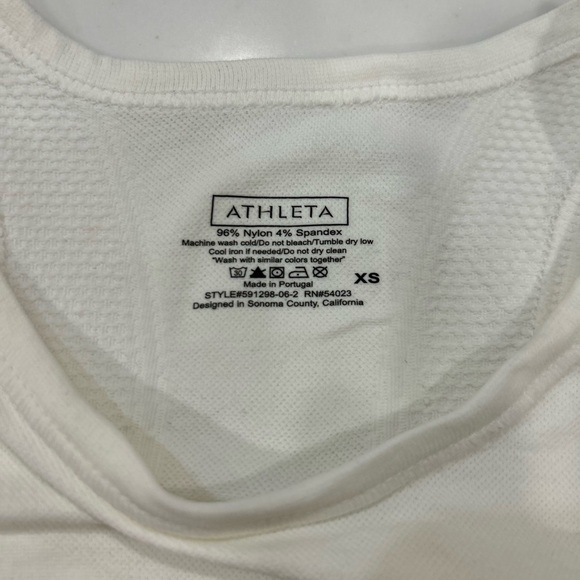 ATHLETA
96% Nylon 4% Spandex
Machine wash cold/Do not bleach/Tumble dry low
Cool iron if needed/Do not dry clean
"Wash with similar colors together"
30
XS
Made in Portugal
STYLE#591298-06-2 RN#54023
Designed in Sonoma County, California